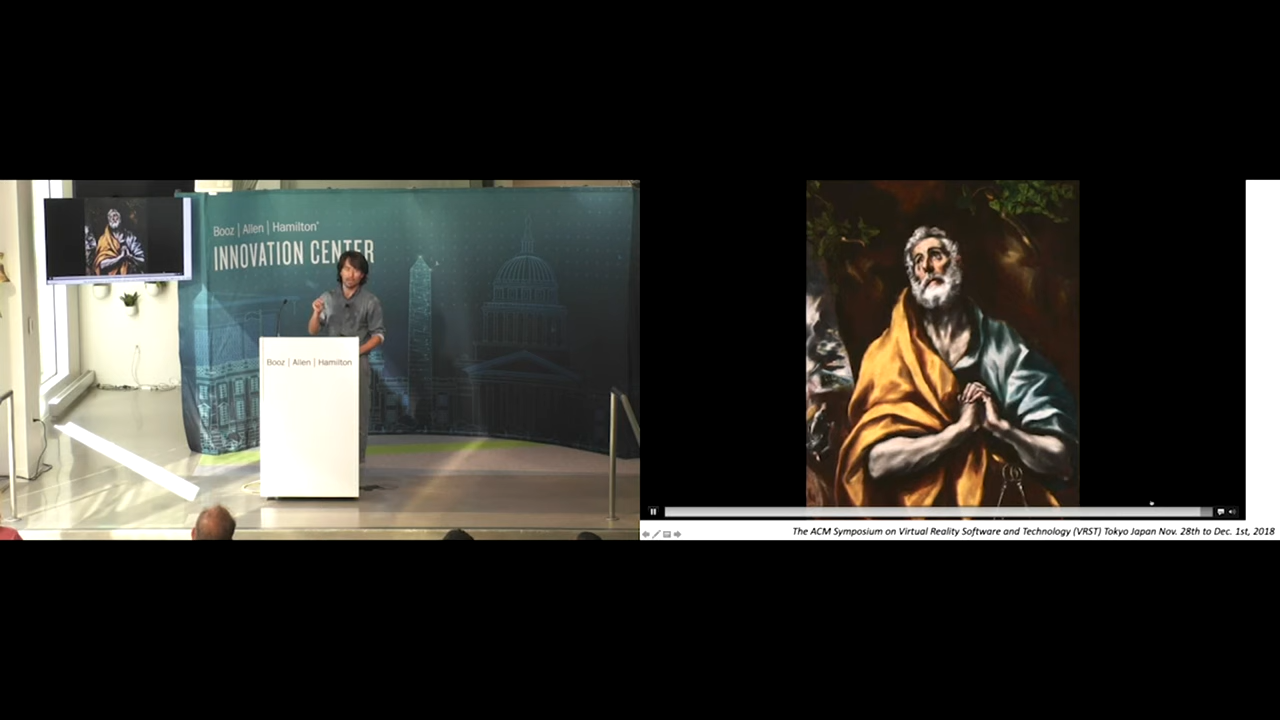 Booz | Allen | Hamilton®
INNOVATION CENTER
Booz | Allen | Hamilton
The ACM Symposium on Virtual Reality Software and Technology (VRST) Tokyo Japan Nov. 28th to Dec. 1st, 2018